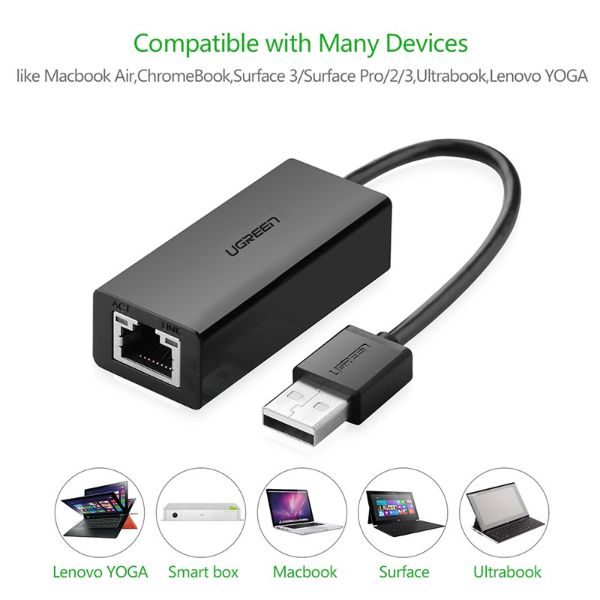 Compatible with Many Devices
like Macbook Air,ChromeBook,Surface 3/Surface Pro/2/3,Ultrabook,Lenovo YOGA
UGREEN
ACT
LINK
UGREEN
Lenovo YOGA
Smart box
Macbook
Surface
Ultrabook